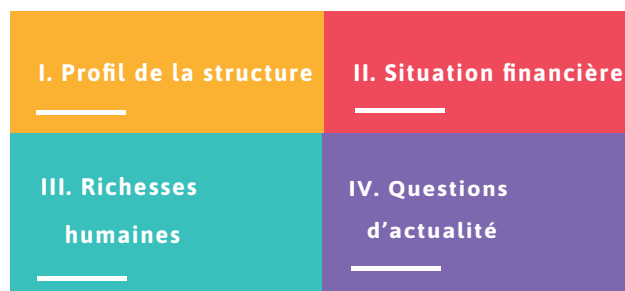 I. Profil de la structure
II. Situation financière
III. Richesses
humaines
IV. Questions
d’actualité